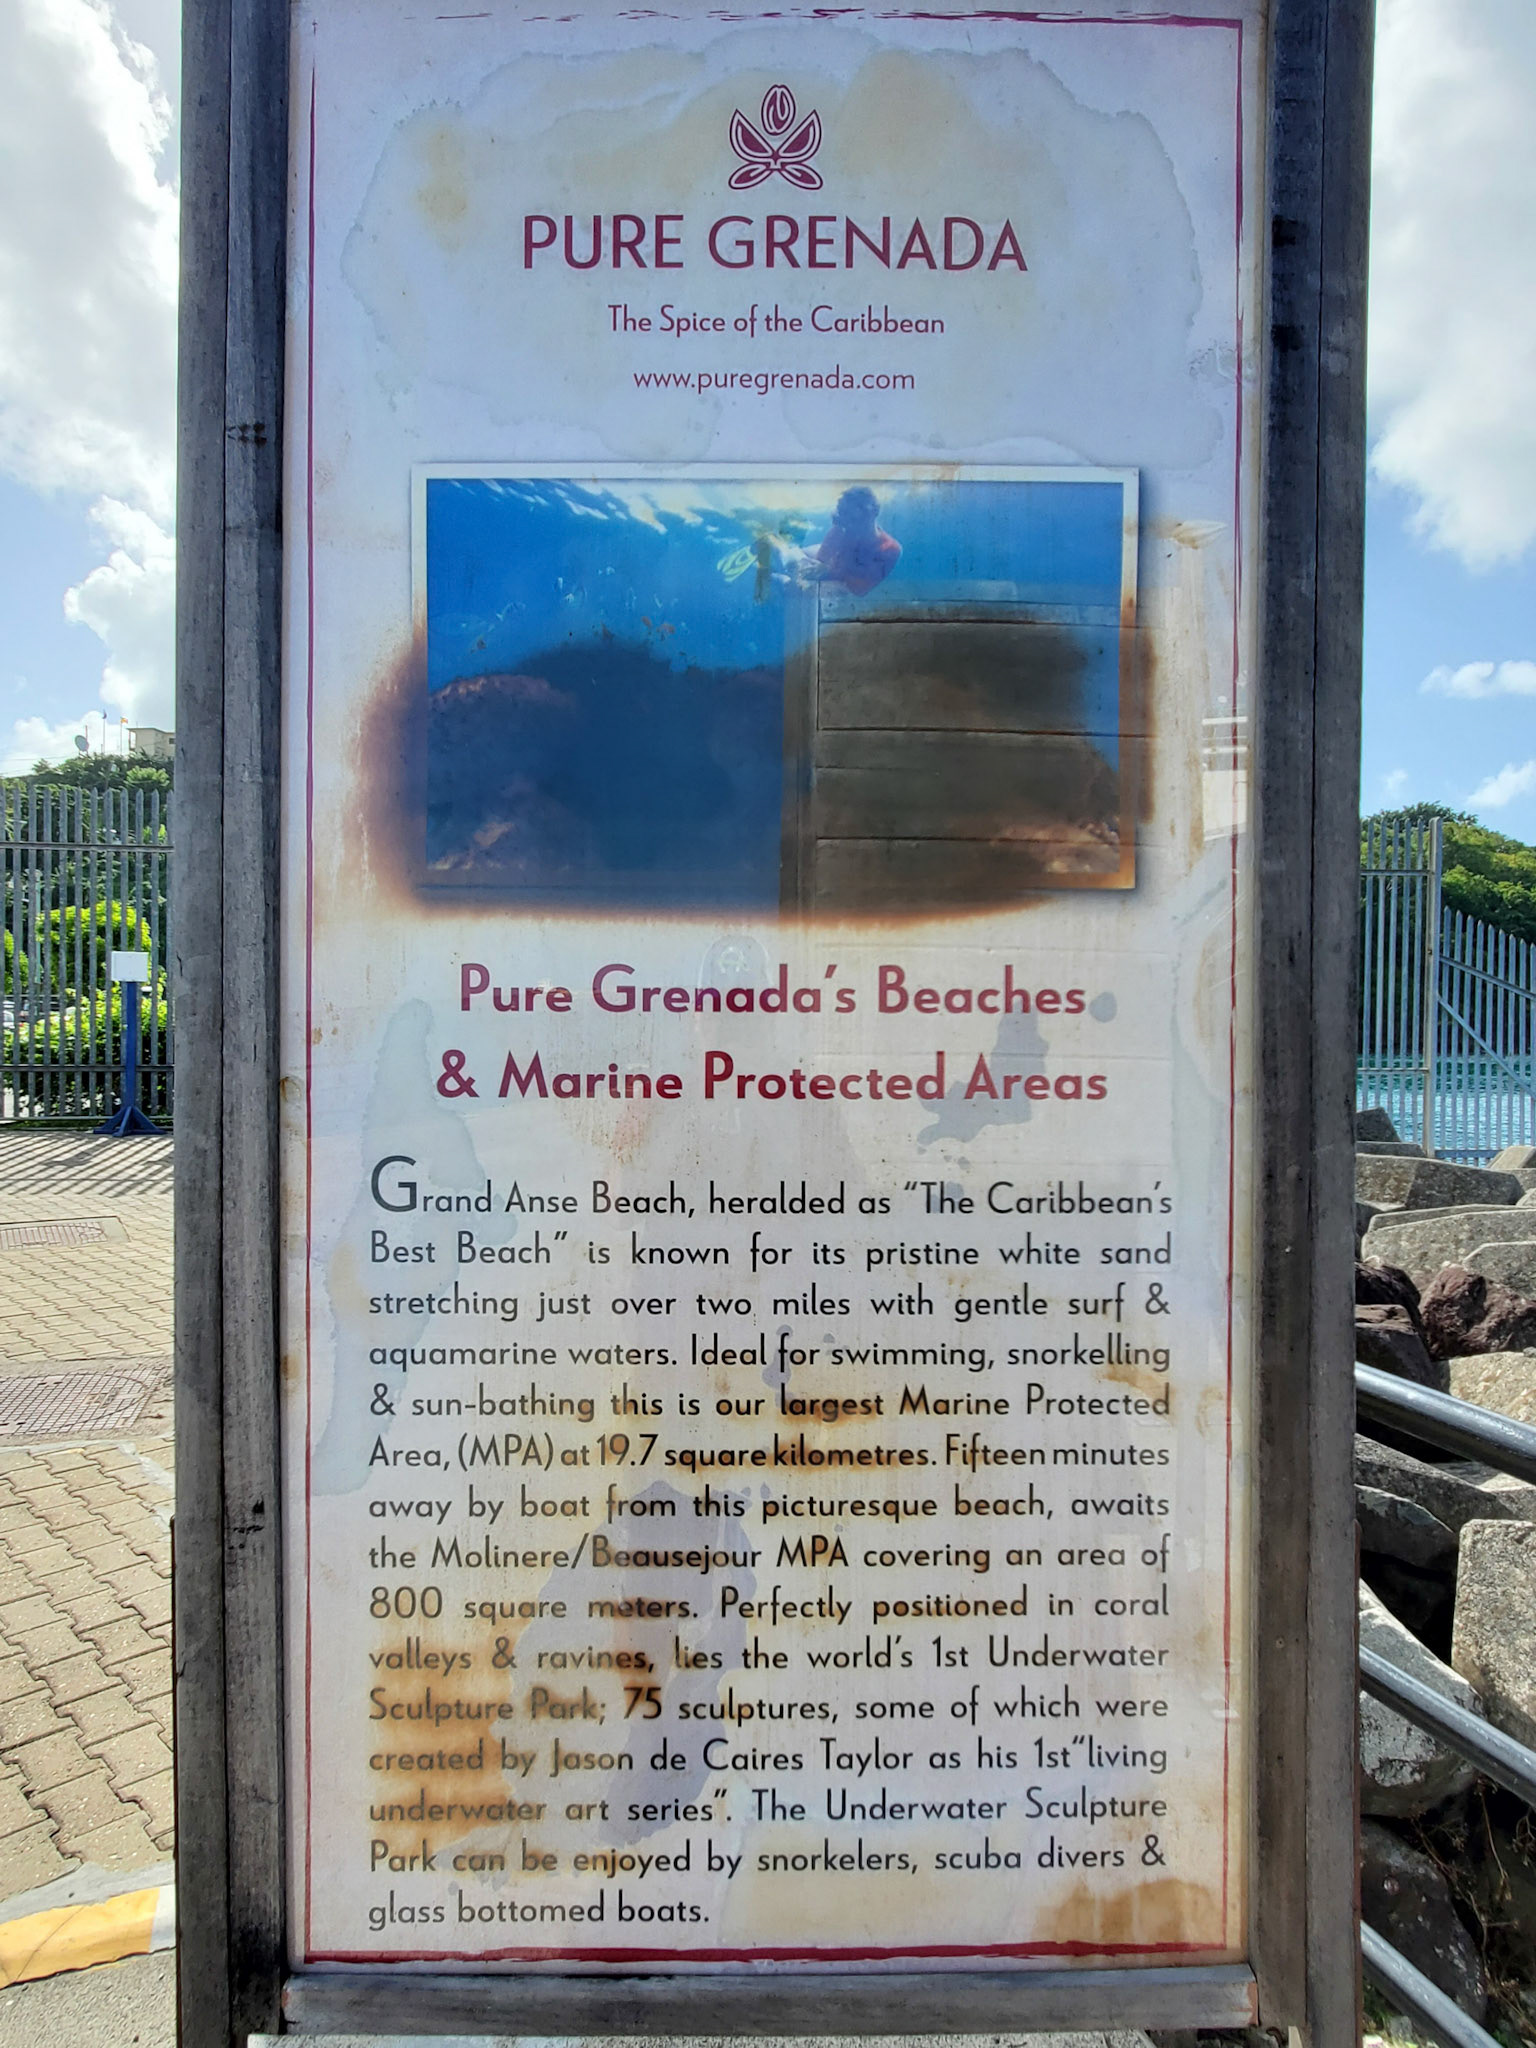 PURE GRENADA
The Spice of the Caribbean
www.puregrenada.com
Pure Grenada's Beaches
& Marine Protected Areas
Grand Anse Beach, heralded as “The Caribbean's
Best Beach” is known for its pristine white sand
stretching just over two miles with gentle surf &
aquamarine waters. Ideal for swimming, snorkelling
& sun-bathing this is our largest Marine Protected
Area, (MPA) at 19.7 square kilometres. Fifteen minutes
away by boat from this picturesque beach, awaits
the Molinere/Beausejour MPA covering an area of
800 square meters. Perfectly positioned in coral
valleys & ravines, lies the world's 1st Underwater
Sculpture Park; 75 sculptures, some of which were
created by Jason de Caires Taylor as his 1st“living
underwater art series”. The Underwater Sculpture
Park can be enjoyed by snorkelers, scuba divers &
glass bottomed boats.